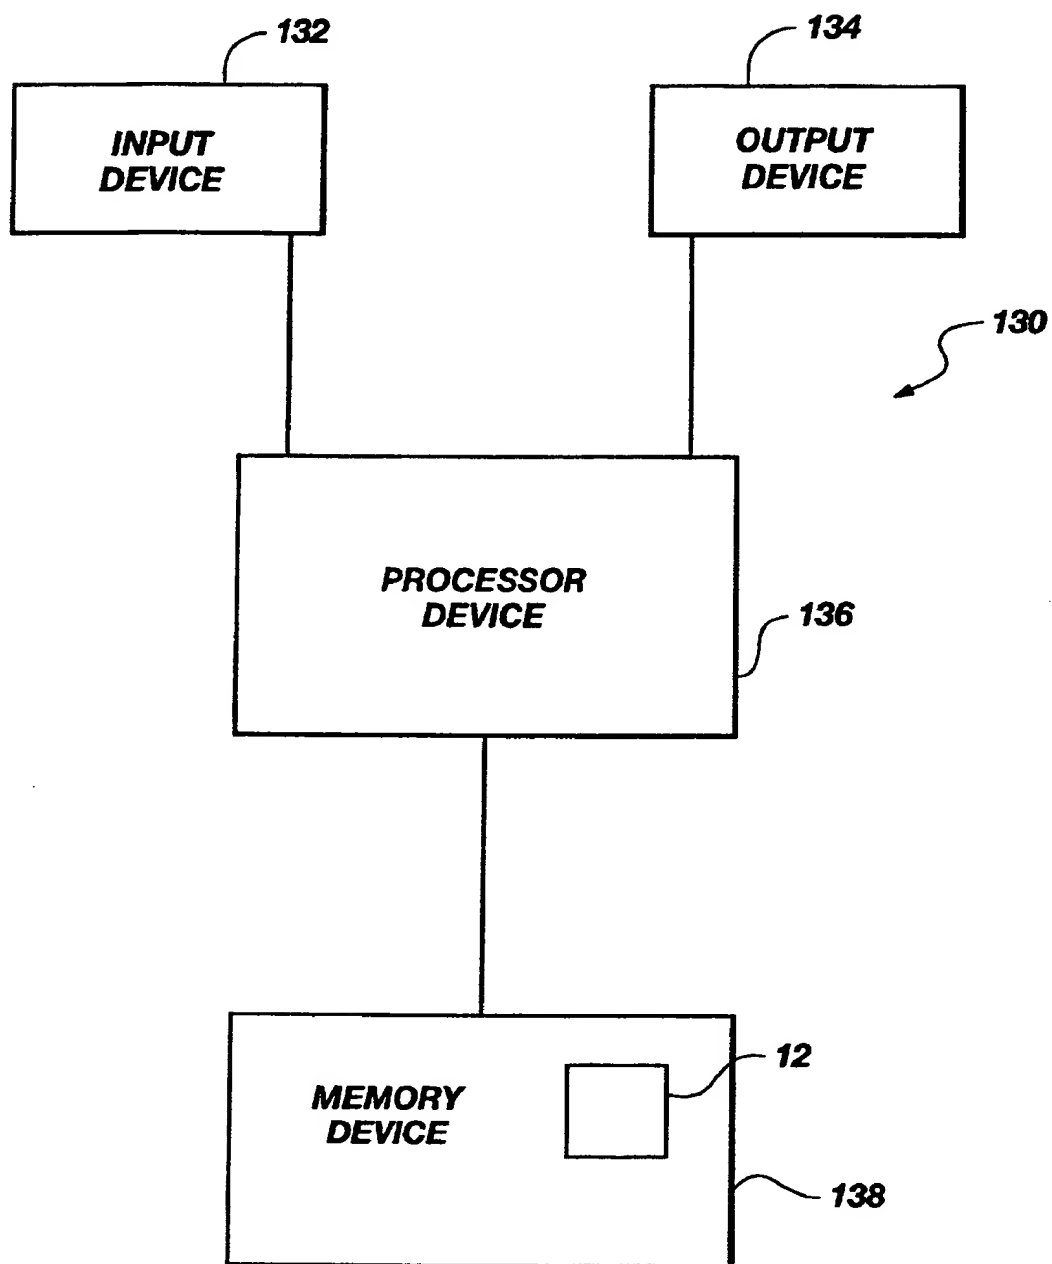 132
134
INPUT
DEVICE
OUTPUT
DEVICE
130
PROCESSOR
DEVICE
136
12
MEMORY
DEVICE
138